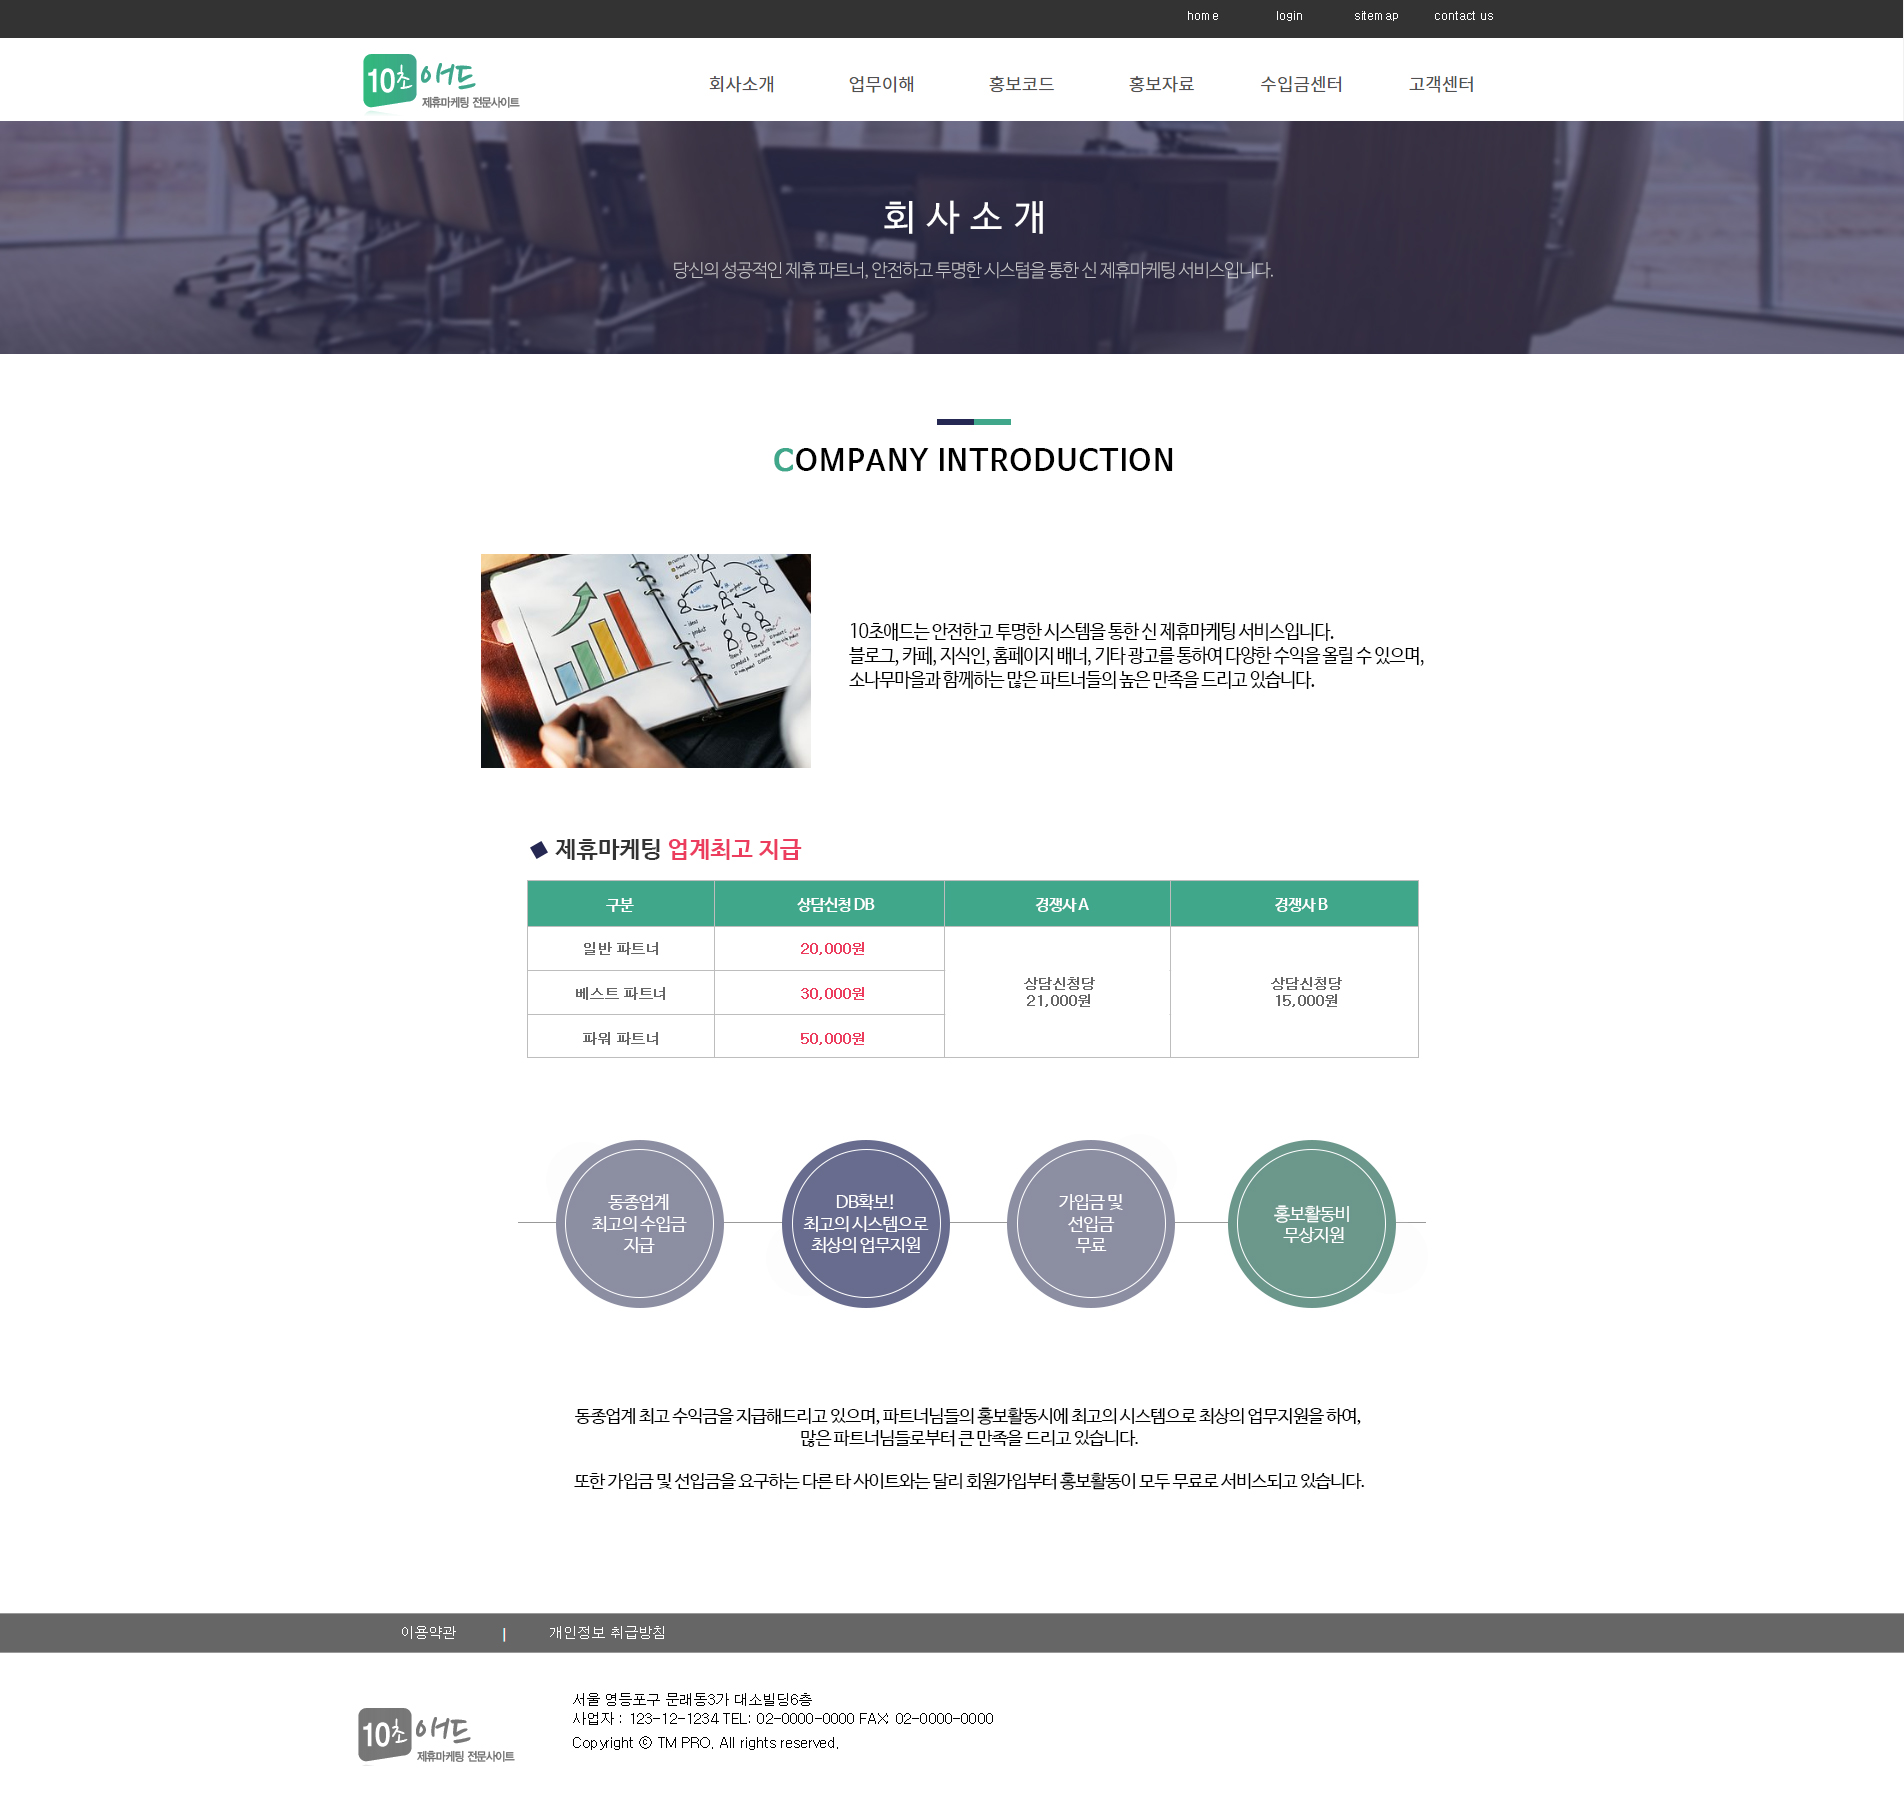 home login sitemap contact us
10초애드
제휴마케팅 전문사이트
회사소개 업무이해 홍보코드 홍보자료 수입금센터 고객센터
회사소개
당신의 성공적인 제휴 파트너, 안전하고 투명한 시스템을 통한 신 제휴마케팅 서비스입니다.
COMPANY INTRODUCTION
10초애드는 안전한고 투명한 시스템을 통한 신 제휴마케팅 서비스입니다.
블로그, 카페, 지식인, 홈페이지 배너, 기타 광고를 통하여 다양한 수익을 올릴 수 있으며,
소나무마을과 함께하는 많은 파트너들의 높은 만족을 드리고 있습니다.
◆ 제휴마케팅 업계최고 지급
구분 상담신청 DB 경쟁사 A 경쟁사 B
일반 파트너 20,000원
베스트 파트너 30,000원
파워 파트너 50,000원
상담신청당
21,000원
상담신청당
15,000원
동종업계
최고의 수입금
지급
DB확보!
최고의 시스템으로
최상의 업무지원
가입금 및
선입금
무료
홍보활동비
무상지원
동종업계 최고 수익금을 지급해드리고 있으며, 파트너님들의 홍보활동시에 최고의 시스템으로 최상의 업무지원을 하여,
많은 파트너님들로부터 큰 만족을 드리고 있습니다.
또한 가입금 및 선입금을 요구하는 다른 타 사이트와는 달리 회원가입부터 홍보활동이 모두 무료로 서비스되고 있습니다.
이용약관 | 개인정보 취급방침
10초애드
제휴마케팅 전문사이트
서울 영등포구 문래동3가 대소빌딩6층
사업자 : 123-12-1234 TEL: 02-0000-0000 FAX: 02-0000-0000
Copyright ⓒ TM PRO. All rights reserved.